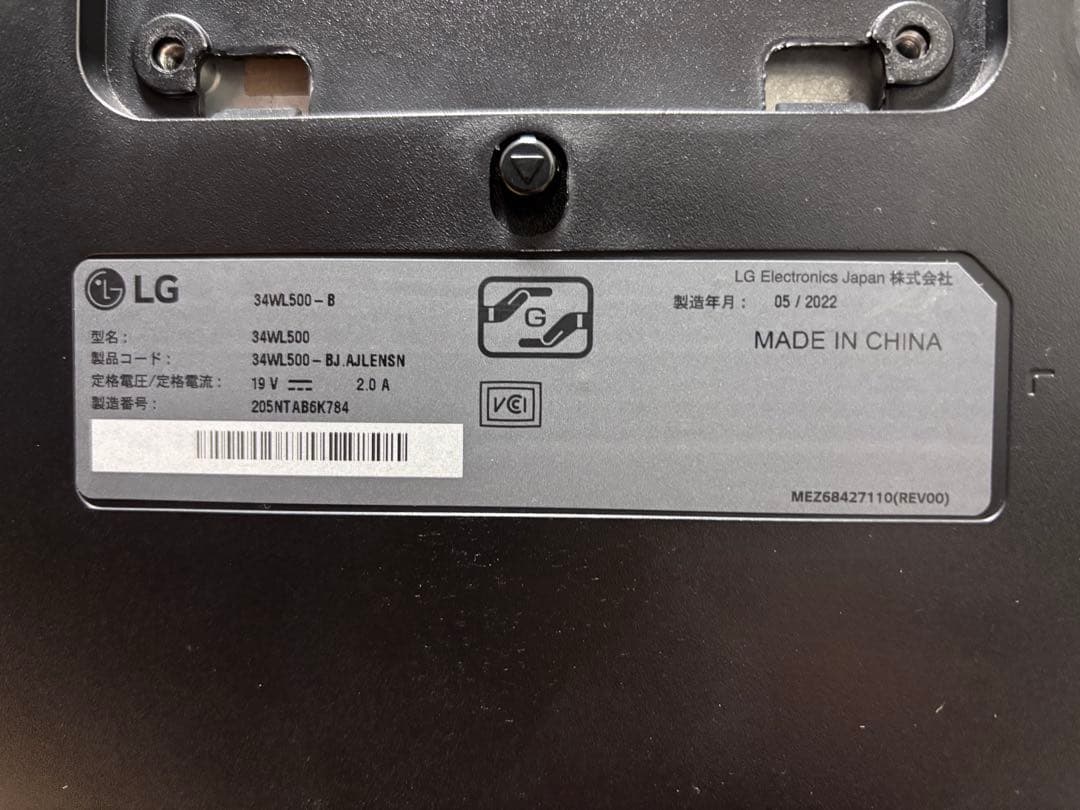 LG
34WL500-B
型名: 34WL500
製品コード: 34WL500-BJ.AJLENSN
定格電圧/定格電流: 19 V 2.0 A
製造番号: 205NTAB6K784
G
VCCI
LG Electronics Japan 株式会社
製造年月: 05 / 2022
MADE IN CHINA
MEZ68427110(REV00)